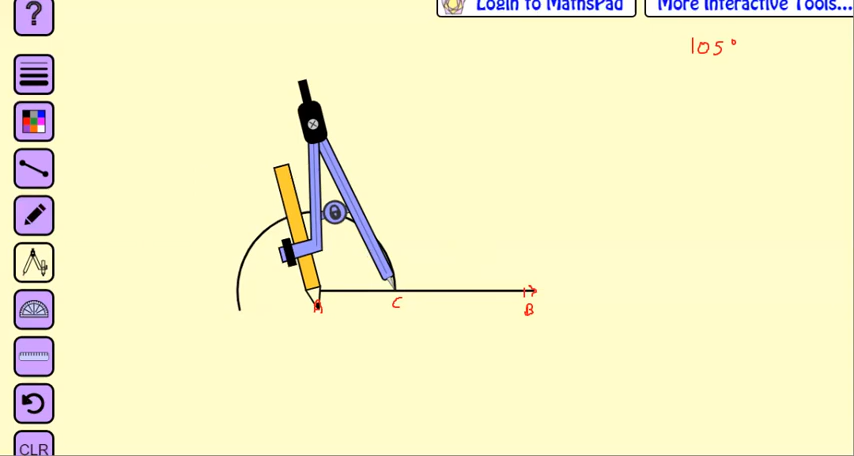 ?
Login to MathsPad
More Interactive Tools...
105°
A
C
B
CLR